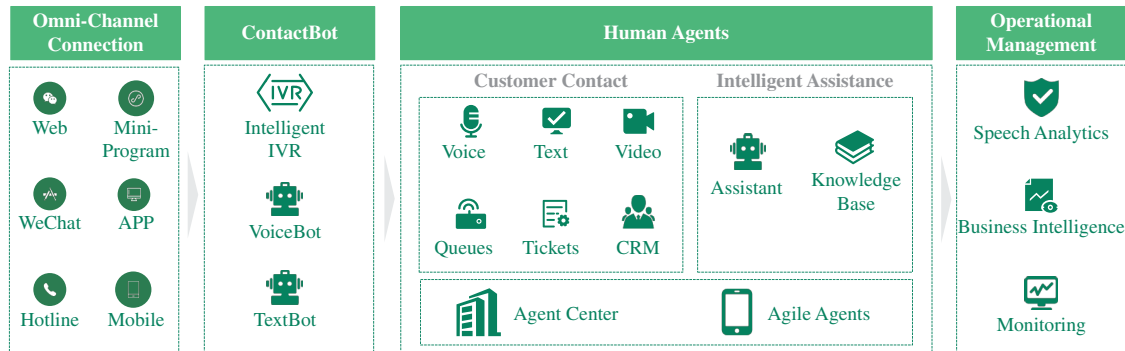 Omni-Channel
Connection
ContactBot
Human Agents
Operational
Management
Web
Mini-
Program
WeChat
APP
Hotline
Mobile
IVR
Intelligent
IVR
VoiceBot
TextBot
Customer Contact
Voice
Text
Video
Queues
Tickets
CRM
Intelligent Assistance
Assistant
Knowledge
Base
Agent Center
Agile Agents
Speech Analytics
Business Intelligence
Monitoring